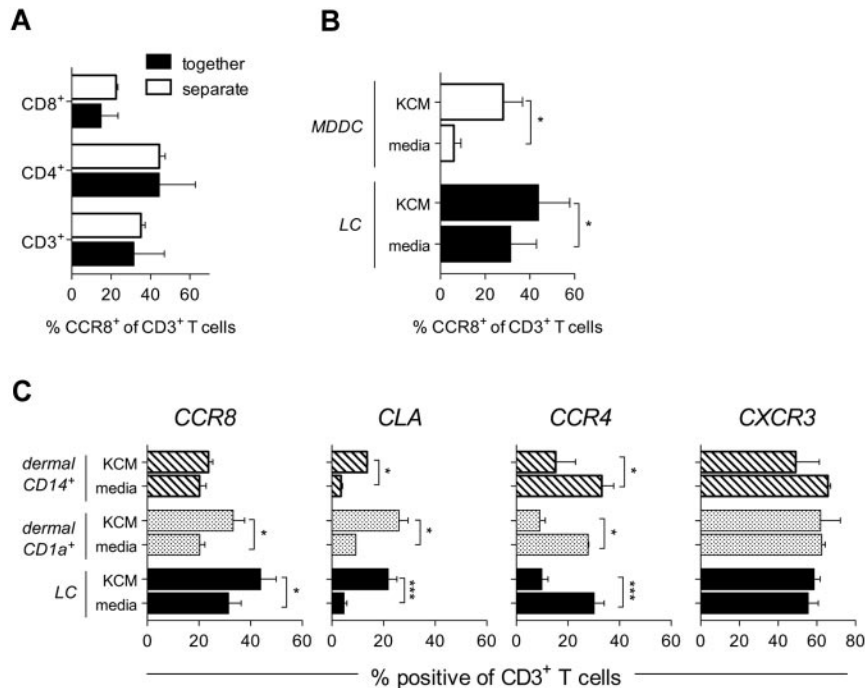 A
together
separate
CD8+
CD4+
CD3+
0 20 40 60
% CCR8+ of CD3+ T cells
B
MDDC
KCM
media
*
LC
KCM
media
*
0 20 40 60
% CCR8+ of CD3+ T cells
C
CCR8 CLA CCR4 CXCR3
dermal
CD14+
KCM
media
* *
dermal
CD1a+
KCM
media
* * *
LC
KCM
media
* *** ***
0 20 40 60 0 20 40 60 0 20 40 60 0 20 40 60 80
% positive of CD3+ T cells